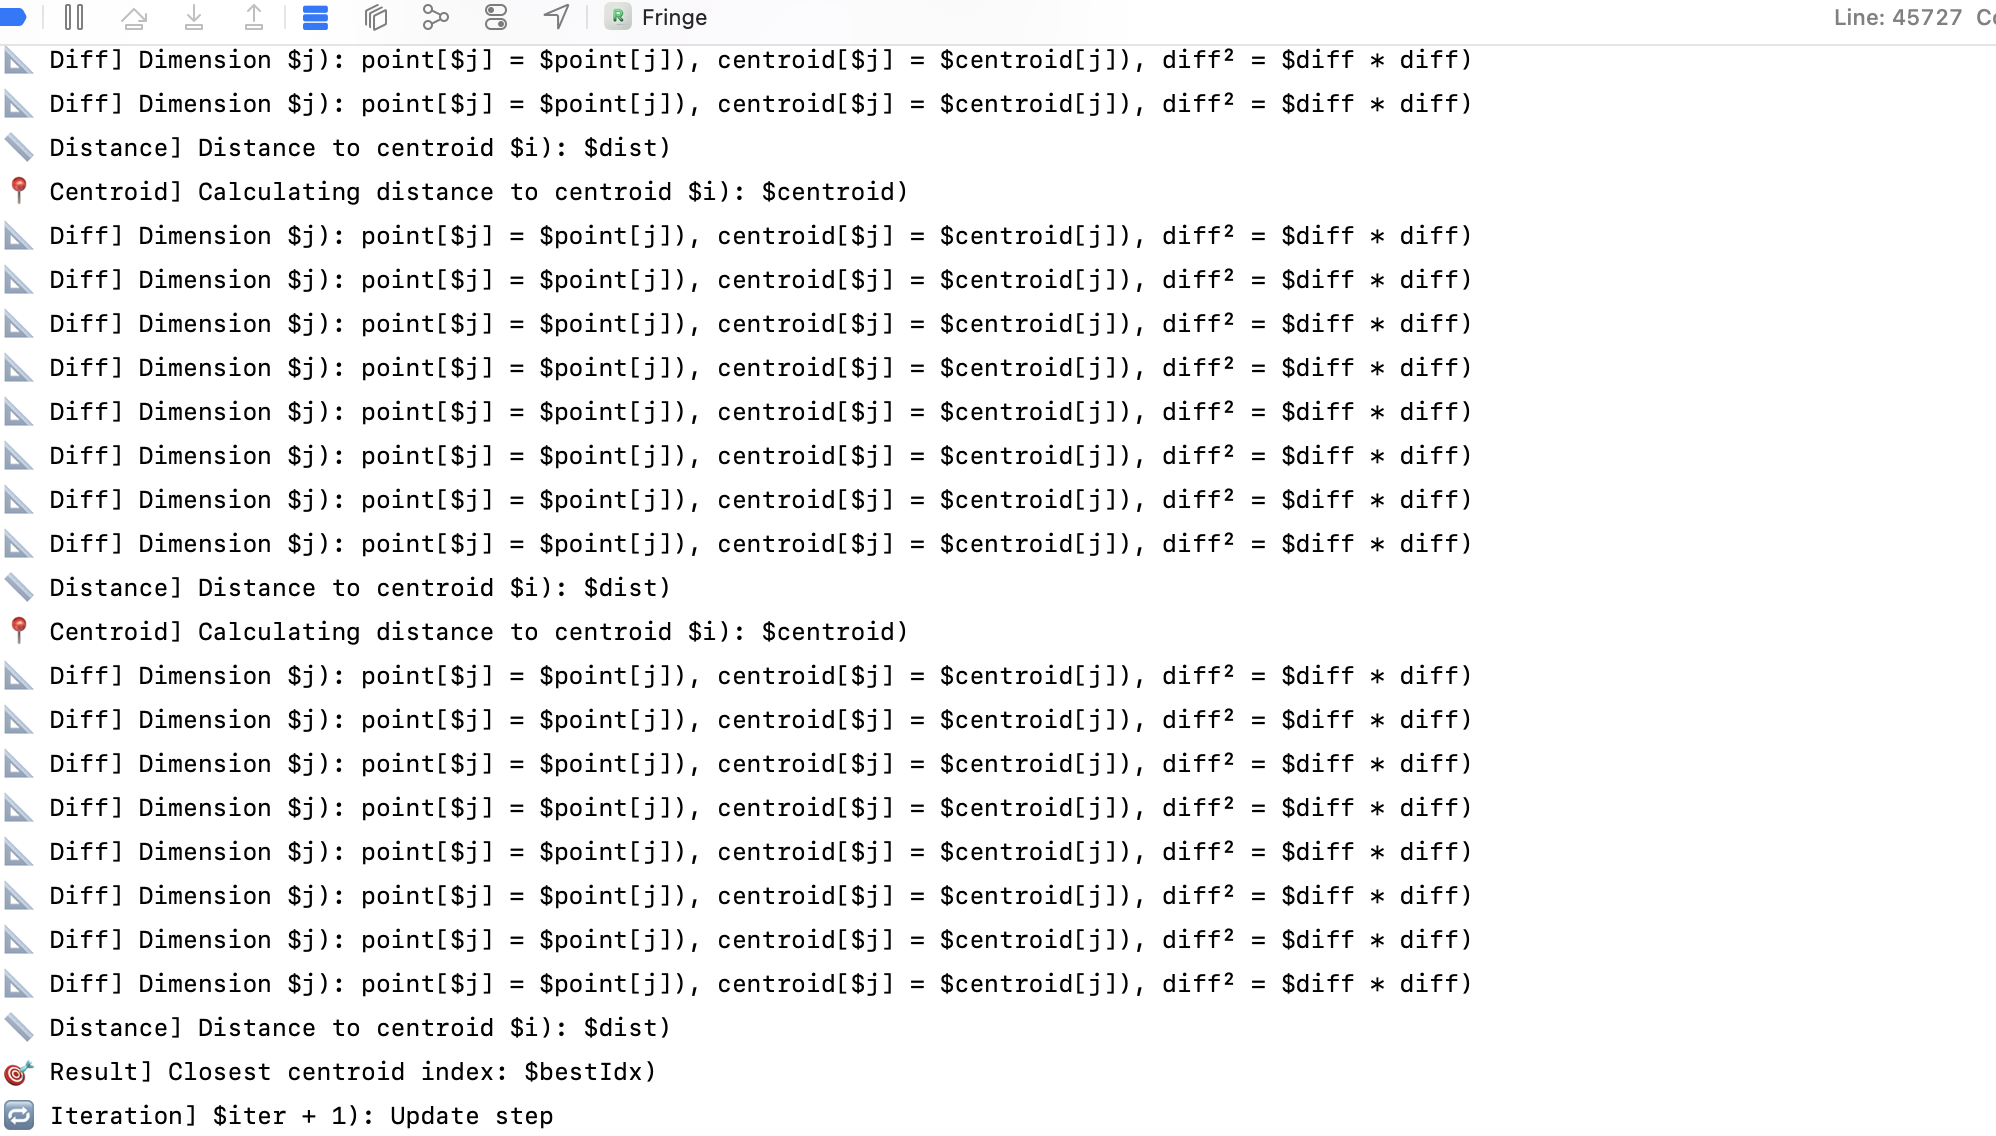 Fringe
Line: 45727 Co
Diff] Dimension $j): point[$j] = $point[j]), centroid[$j] = $centroid[j]), diff² = $diff * diff)
Diff] Dimension $j): point[$j] = $point[j]), centroid[$j] = $centroid[j]), diff² = $diff * diff)
Distance] Distance to centroid $i): $dist)
Centroid] Calculating distance to centroid $i): $centroid)
Diff] Dimension $j): point[$j] = $point[j]), centroid[$j] = $centroid[j]), diff² = $diff * diff)
Diff] Dimension $j): point[$j] = $point[j]), centroid[$j] = $centroid[j]), diff² = $diff * diff)
Diff] Dimension $j): point[$j] = $point[j]), centroid[$j] = $centroid[j]), diff² = $diff * diff)
Diff] Dimension $j): point[$j] = $point[j]), centroid[$j] = $centroid[j]), diff² = $diff * diff)
Diff] Dimension $j): point[$j] = $point[j]), centroid[$j] = $centroid[j]), diff² = $diff * diff)
Diff] Dimension $j): point[$j] = $point[j]), centroid[$j] = $centroid[j]), diff² = $diff * diff)
Diff] Dimension $j): point[$j] = $point[j]), centroid[$j] = $centroid[j]), diff² = $diff * diff)
Diff] Dimension $j): point[$j] = $point[j]), centroid[$j] = $centroid[j]), diff² = $diff * diff)
Distance] Distance to centroid $i): $dist)
Centroid] Calculating distance to centroid $i): $centroid)
Diff] Dimension $j): point[$j] = $point[j]), centroid[$j] = $centroid[j]), diff² = $diff * diff)
Diff] Dimension $j): point[$j] = $point[j]), centroid[$j] = $centroid[j]), diff² = $diff * diff)
Diff] Dimension $j): point[$j] = $point[j]), centroid[$j] = $centroid[j]), diff² = $diff * diff)
Diff] Dimension $j): point[$j] = $point[j]), centroid[$j] = $centroid[j]), diff² = $diff * diff)
Diff] Dimension $j): point[$j] = $point[j]), centroid[$j] = $centroid[j]), diff² = $diff * diff)
Diff] Dimension $j): point[$j] = $point[j]), centroid[$j] = $centroid[j]), diff² = $diff * diff)
Diff] Dimension $j): point[$j] = $point[j]), centroid[$j] = $centroid[j]), diff² = $diff * diff)
Diff] Dimension $j): point[$j] = $point[j]), centroid[$j] = $centroid[j]), diff² = $diff * diff)
Distance] Distance to centroid $i): $dist)
Result] Closest centroid index: $bestIdx)
Iteration] $iter + 1): Update step